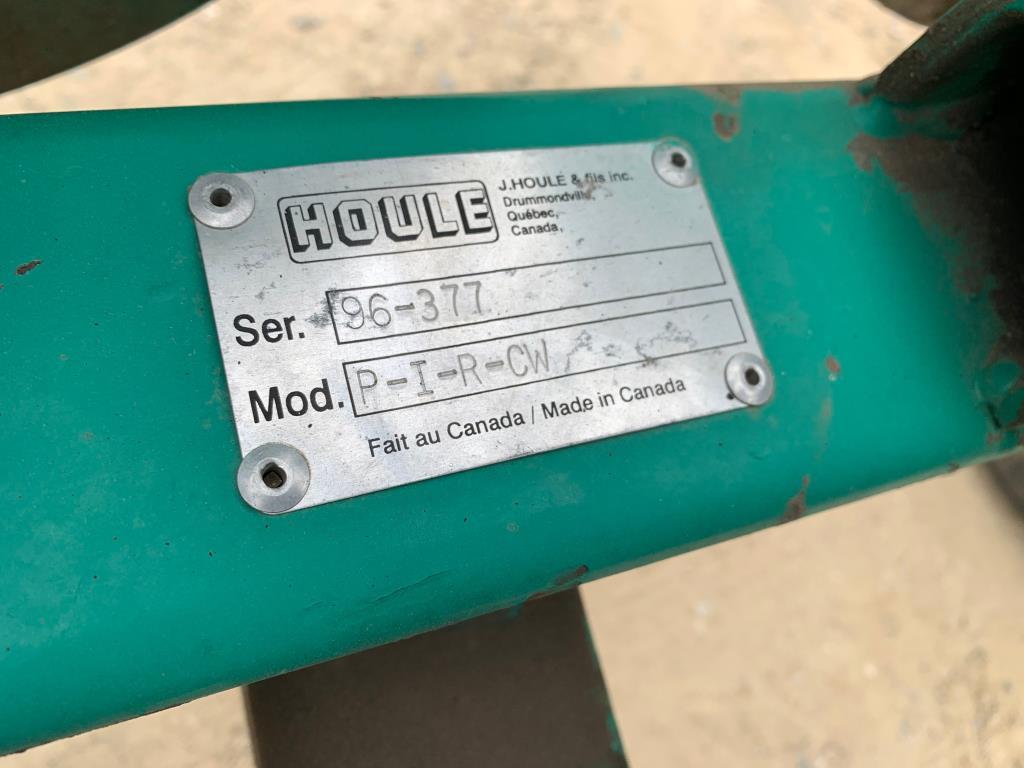 HOULE
J.HOULE & fils inc.
Drummondville,
Québec,
Canada,
Ser. 96-377
Mod. P-I-R-CW
Fait au Canada / Made in Canada